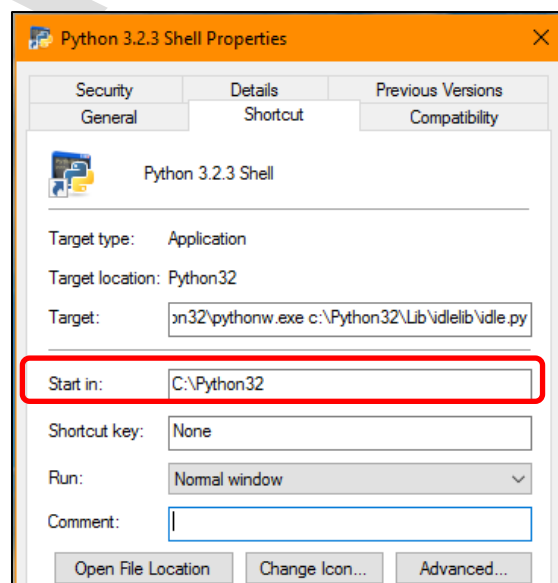 Python 3.2.3 Shell Properties
Security Details Previous Versions
General Shortcut Compatibility
Python 3.2.3 Shell
Target type: Application
Target location: Python32
Target: on32\pythonw.exe c:\Python32\Lib\idlelib\idle.py
Start in: C:\Python32
Shortcut key: None
Run: Normal window
Comment:
Open File Location Change Icon... Advanced...